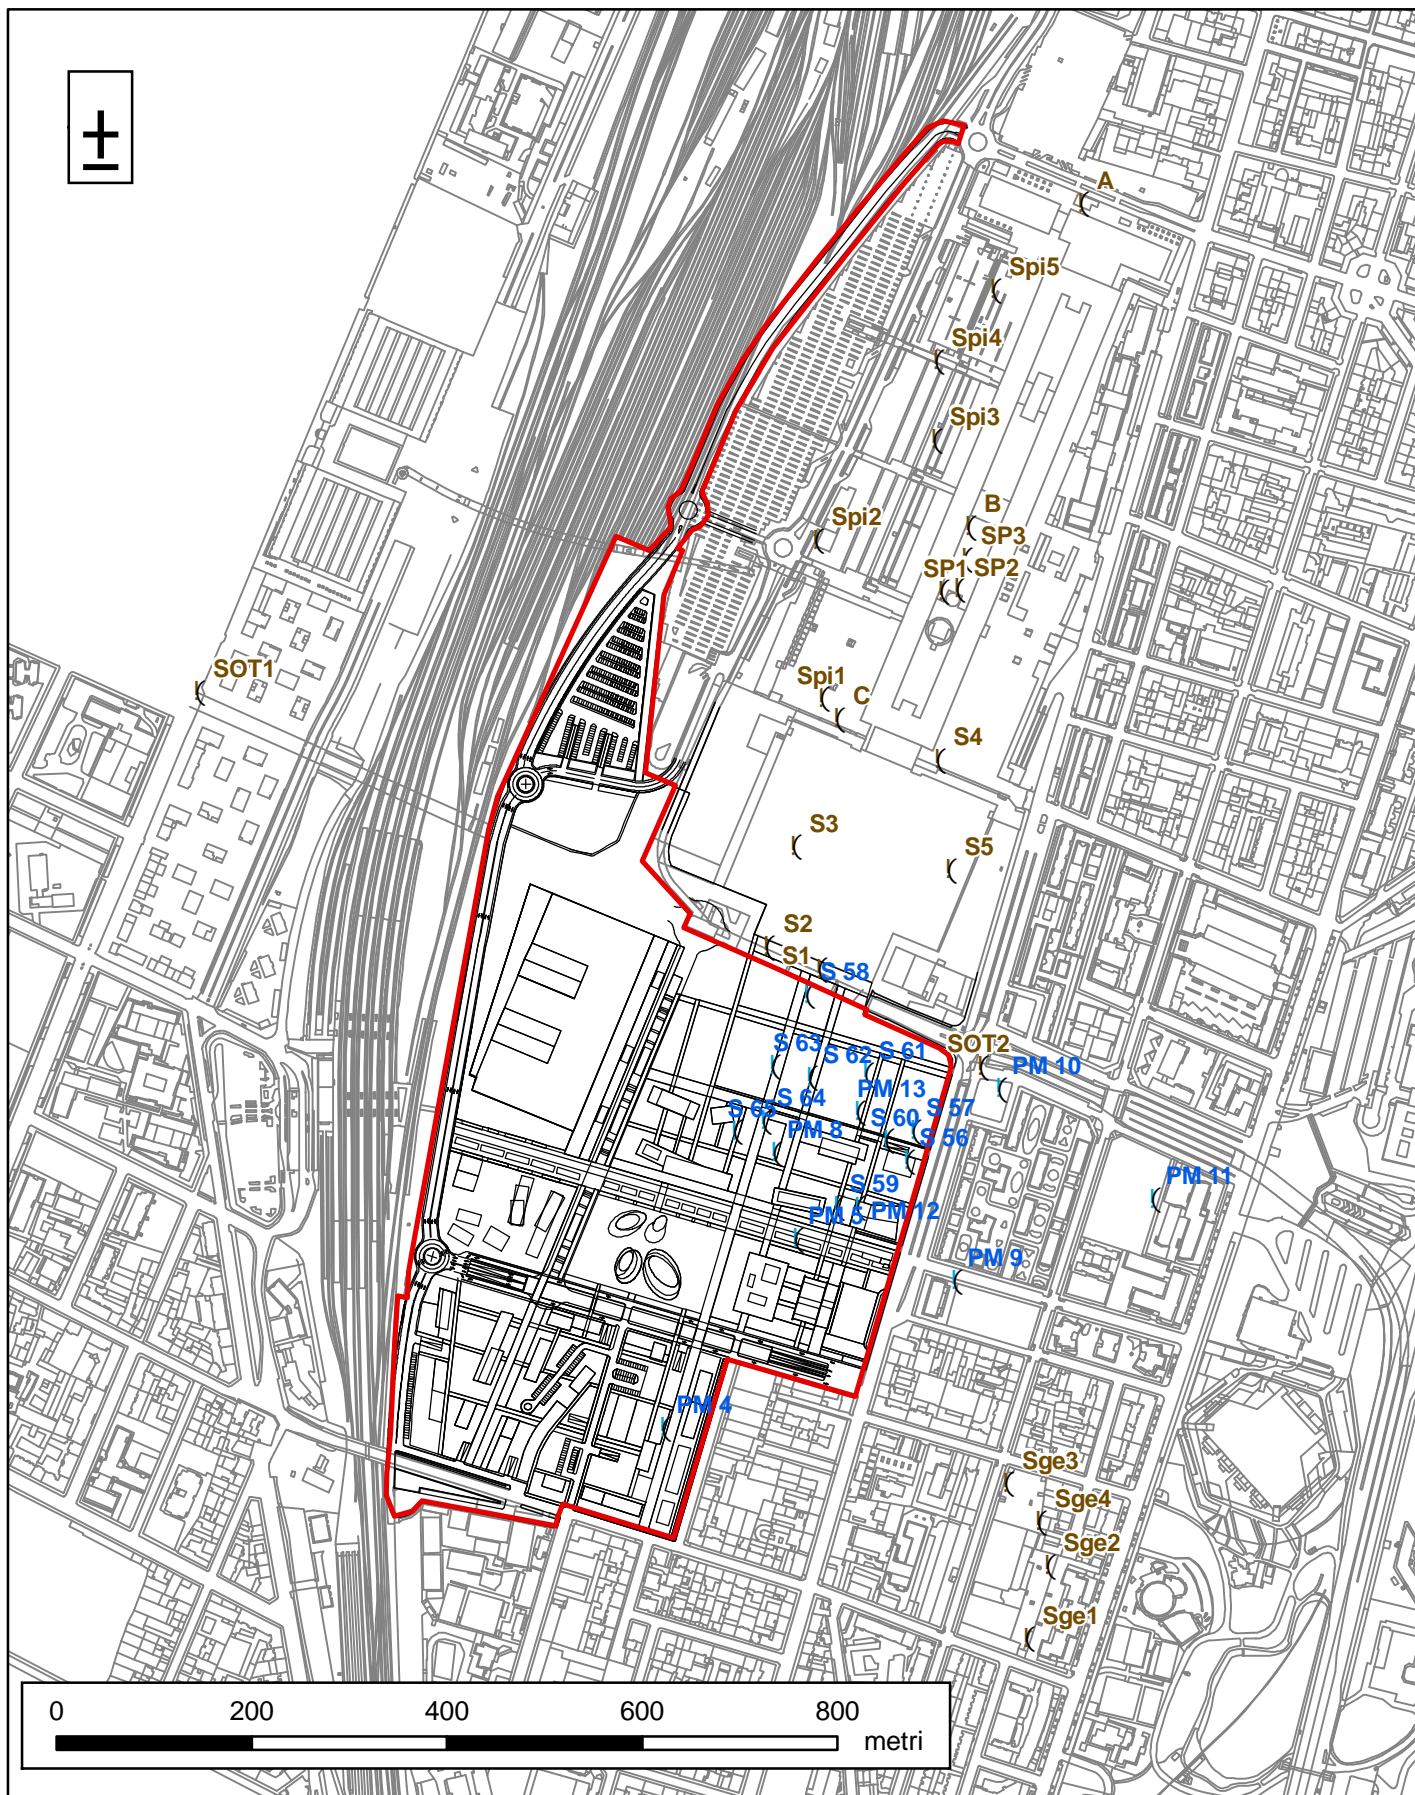 A
Spi5
Spi4
Spi3
B
Spi2
SP3
SP1
SP2
SOT1
Spi1
C
S4
S3
S5
S2
S1
S 58
SOT2
S 63
S 62
S 61
PM 10
S 64
PM 13
S 65
S 60
S 57
PM 8
S 56
S 59
PM 11
PM 5
PM 12
PM 9
PM 4
Sge3
Sge4
Sge2
Sge1
0 200 400 600 800
metri